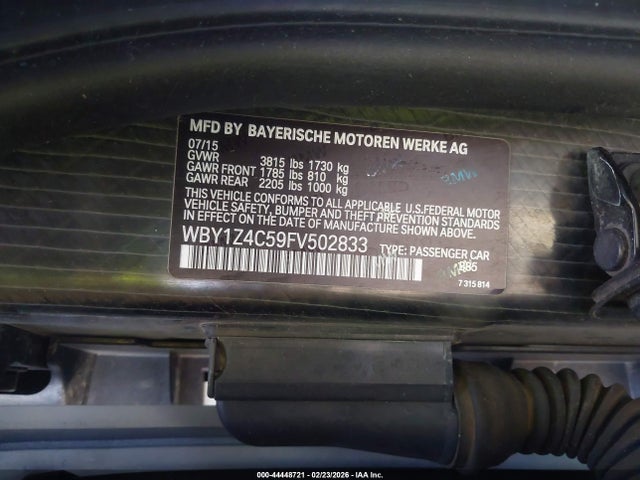 MFD BY BAYERISCHE MOTOREN WERKE AG
07/15
GVWR 3815 lbs 1730 kg
GAWR FRONT 1785 lbs 810 kg
GAWR REAR 2205 lbs 1000 kg
THIS VEHICLE CONFORMS TO ALL APPLICABLE U.S.FEDERAL MOTOR
VEHICLE SAFETY, BUMPER AND THEFT PREVENTION STANDARDS
IN EFFECT ON THE DATE OF MANUFACTURE SHOWN ABOVE.
WBY1Z4C59FV502833 TYPE: PASSENGER CAR
B85
7 315 814
000-44448721 - 02/23/2026 - IAA Inc.